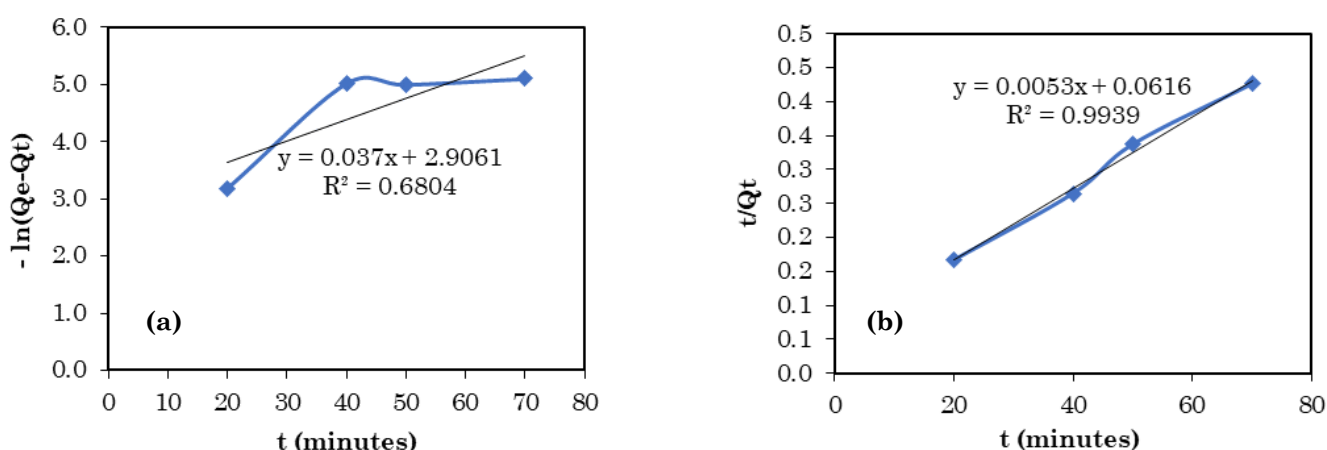 6.0
5.0
4.0
3.0
2.0
1.0
0.0
- ln(Qe-Qt)
y = 0.037x + 2.9061
R² = 0.6804
(a)
0 10 20 30 40 50 60 70 80
t (minutes)
0.5
0.5
0.4
0.4
0.3
0.3
0.2
0.2
0.1
0.1
0.0
t/Qt
y = 0.0053x + 0.0616
R² = 0.9939
(b)
0 20 40 60 80
t (minutes)